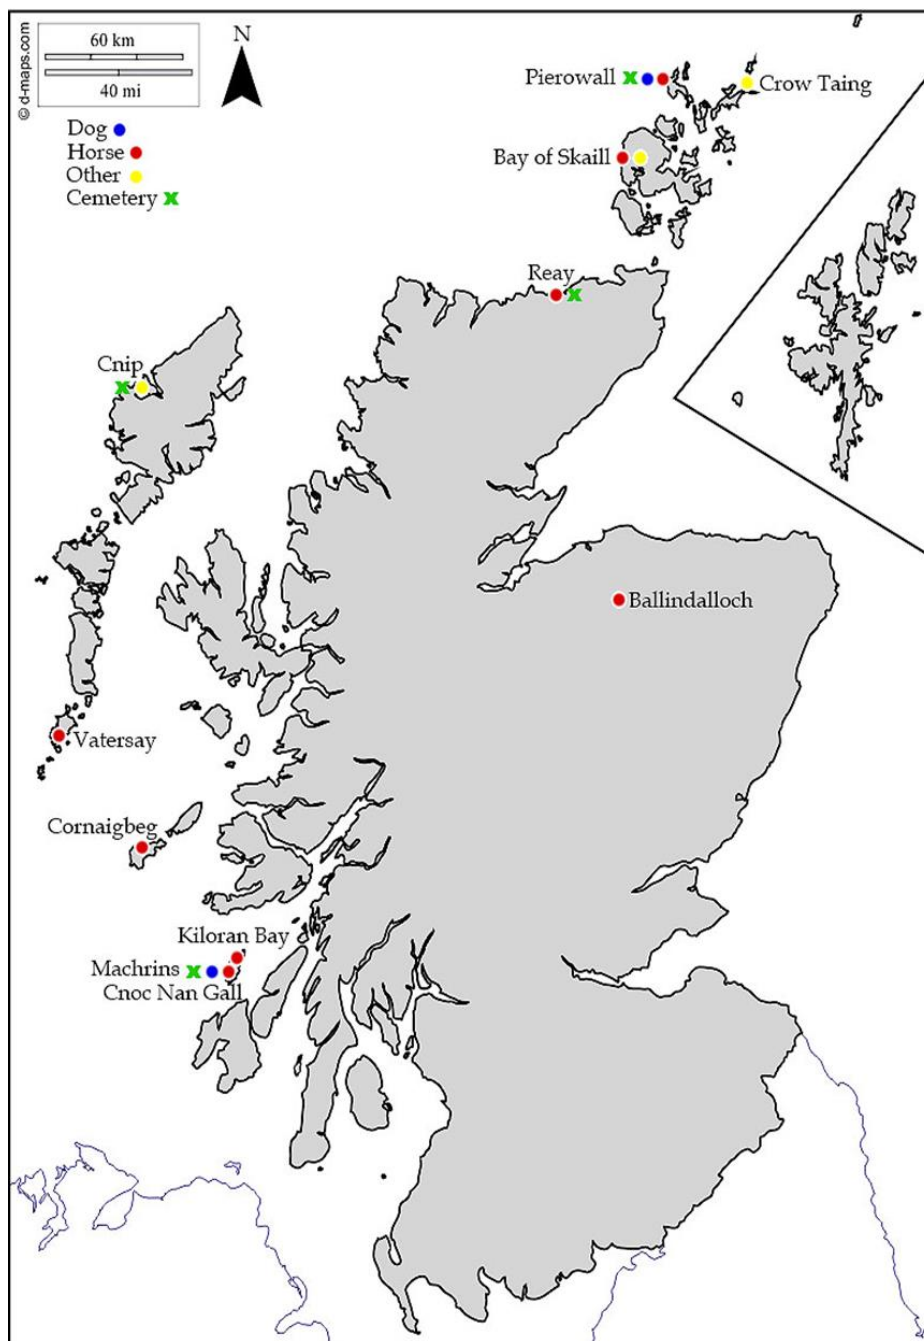 © d-maps.com
60 km
40 mi
N
Dog
Horse
Other
Cemetery
Pierowall
Crow Taing
Bay of Skaill
Reay
Cnip
Ballindalloch
Vatersay
Cornaigbeg
Kiloran Bay
Machrins
Cnoc Nan Gall